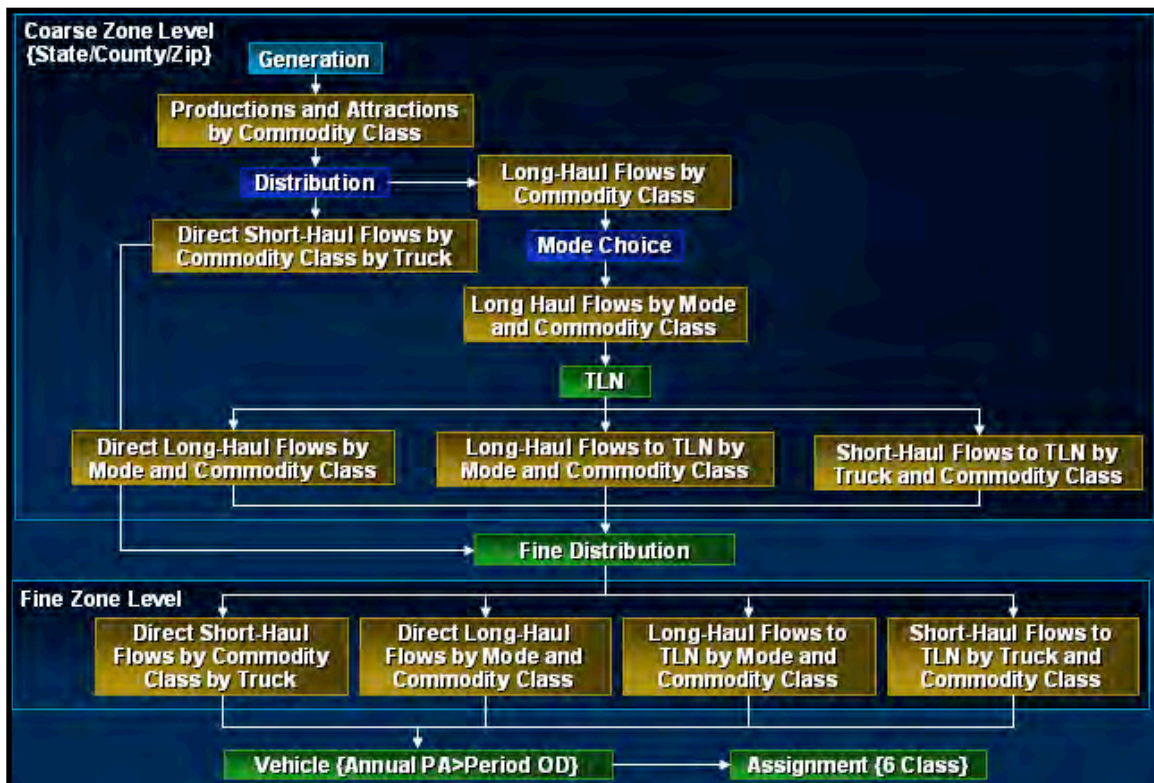 Coarse Zone Level
{State/County/Zip}
Generation
Productions and Attractions
by Commodity Class
Distribution
Long-Haul Flows by
Commodity Class
Direct Short-Haul Flows by
Commodity Class by Truck
Mode Choice
Long Haul Flows by Mode
and Commodity Class
TLN
Direct Long-Haul Flows by
Mode and Commodity Class
Long-Haul Flows to TLN by
Mode and Commodity Class
Short-Haul Flows to TLN by
Truck and Commodity Class
Fine Distribution
Fine Zone Level
Direct Short-Haul
Flows by Commodity
Class by Truck
Direct Long-Haul
Flows by Mode and
Commodity Class
Long-Haul Flows to
TLN by Mode and
Commodity Class
Short-Haul Flows to
TLN by Truck and
Commodity Class
Vehicle {Annual PA>Period OD}
Assignment {6 Class}